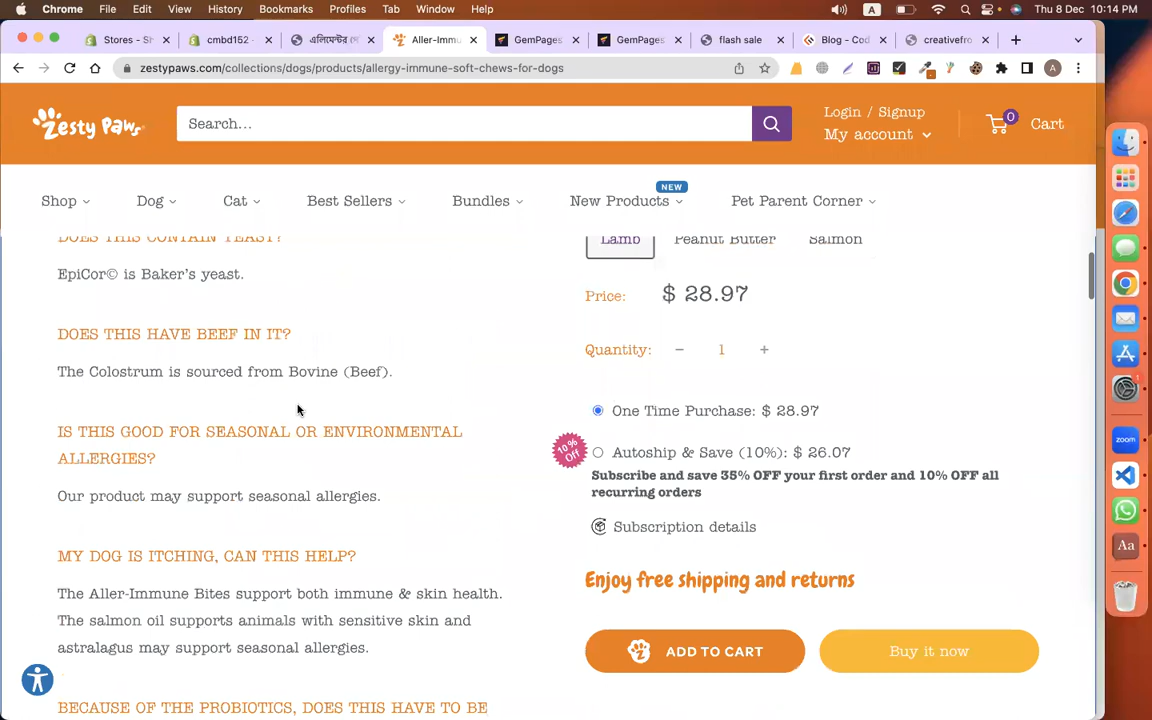 Chrome File Edit View History Bookmarks Profiles Tab Window Help
A Thu 8 Dec 10:14 PM
Stores - Sh
cmbd152 -
এলিমেন্টর দে
Aller-Immu
GemPages
GemPages
flash sale
Blog - Cod
creativefro
zestypaws.com/collections/dogs/products/allergy-immune-soft-chews-for-dogs
A
Zesty Paws
Search...
Login / Signup
My account
0
Cart
NEW
Shop Dog Cat Best Sellers Bundles New Products Pet Parent Corner
DOES THIS CONTAIN YEAST?
EpiCor© is Baker's yeast.
DOES THIS HAVE BEEF IN IT?
The Colostrum is sourced from Bovine (Beef).
IS THIS GOOD FOR SEASONAL OR ENVIRONMENTAL
ALLERGIES?
Our product may support seasonal allergies.
MY DOG IS ITCHING, CAN THIS HELP?
The Aller-Immune Bites support both immune & skin health.
The salmon oil supports animals with sensitive skin and
astralagus may support seasonal allergies.
BECAUSE OF THE PROBIOTICS, DOES THIS HAVE TO BE
Lamb Peanut Butter Salmon
Price: $ 28.97
Quantity: − 1 +
One Time Purchase: $ 28.97
10%
Off
Autoship & Save (10%): $ 26.07
Subscribe and save 35% OFF your first order and 10% OFF all
recurring orders
Subscription details
Enjoy free shipping and returns
ADD TO CART
Buy it now
zoom
Aa